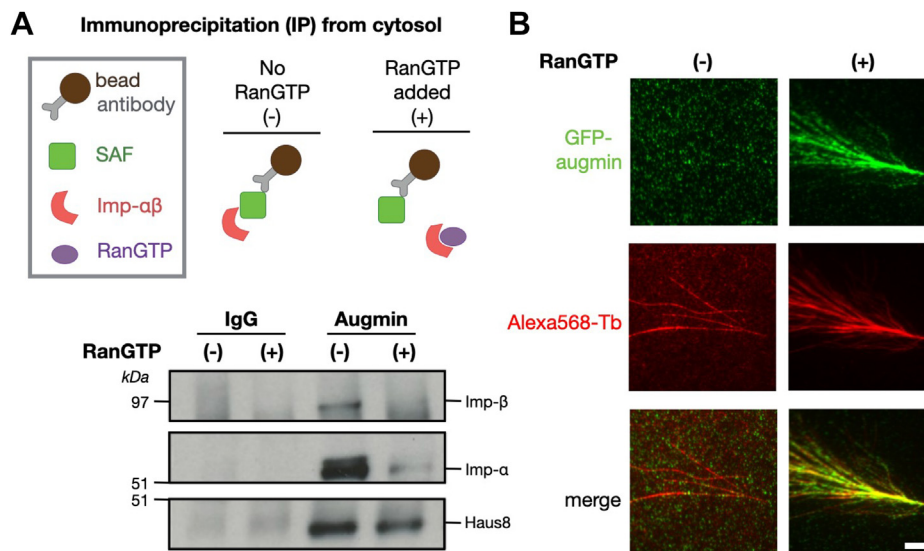 A
Immunoprecipitation (IP) from cytosol
bead
antibody
SAF
Imp-αβ
RanGTP
No
RanGTP
(-)
RanGTP
added
(+)
IgG
Augmin
RanGTP (-) (+) (-) (+)
kDa
97
Imp-β
Imp-α
51
51
Haus8
B
RanGTP (-) (+)
GFP-
augmin
Alexa568-Tb
merge